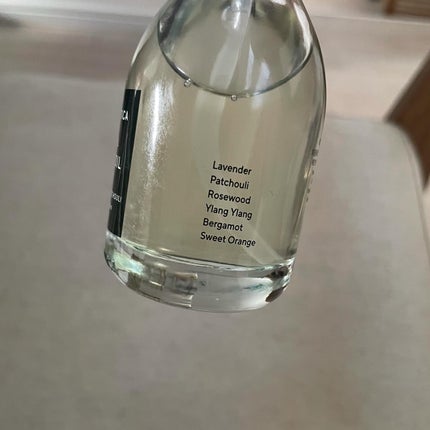 Lavender
Patchouli
Rosewood
Ylang Ylang
Bergamot
Sweet Orange